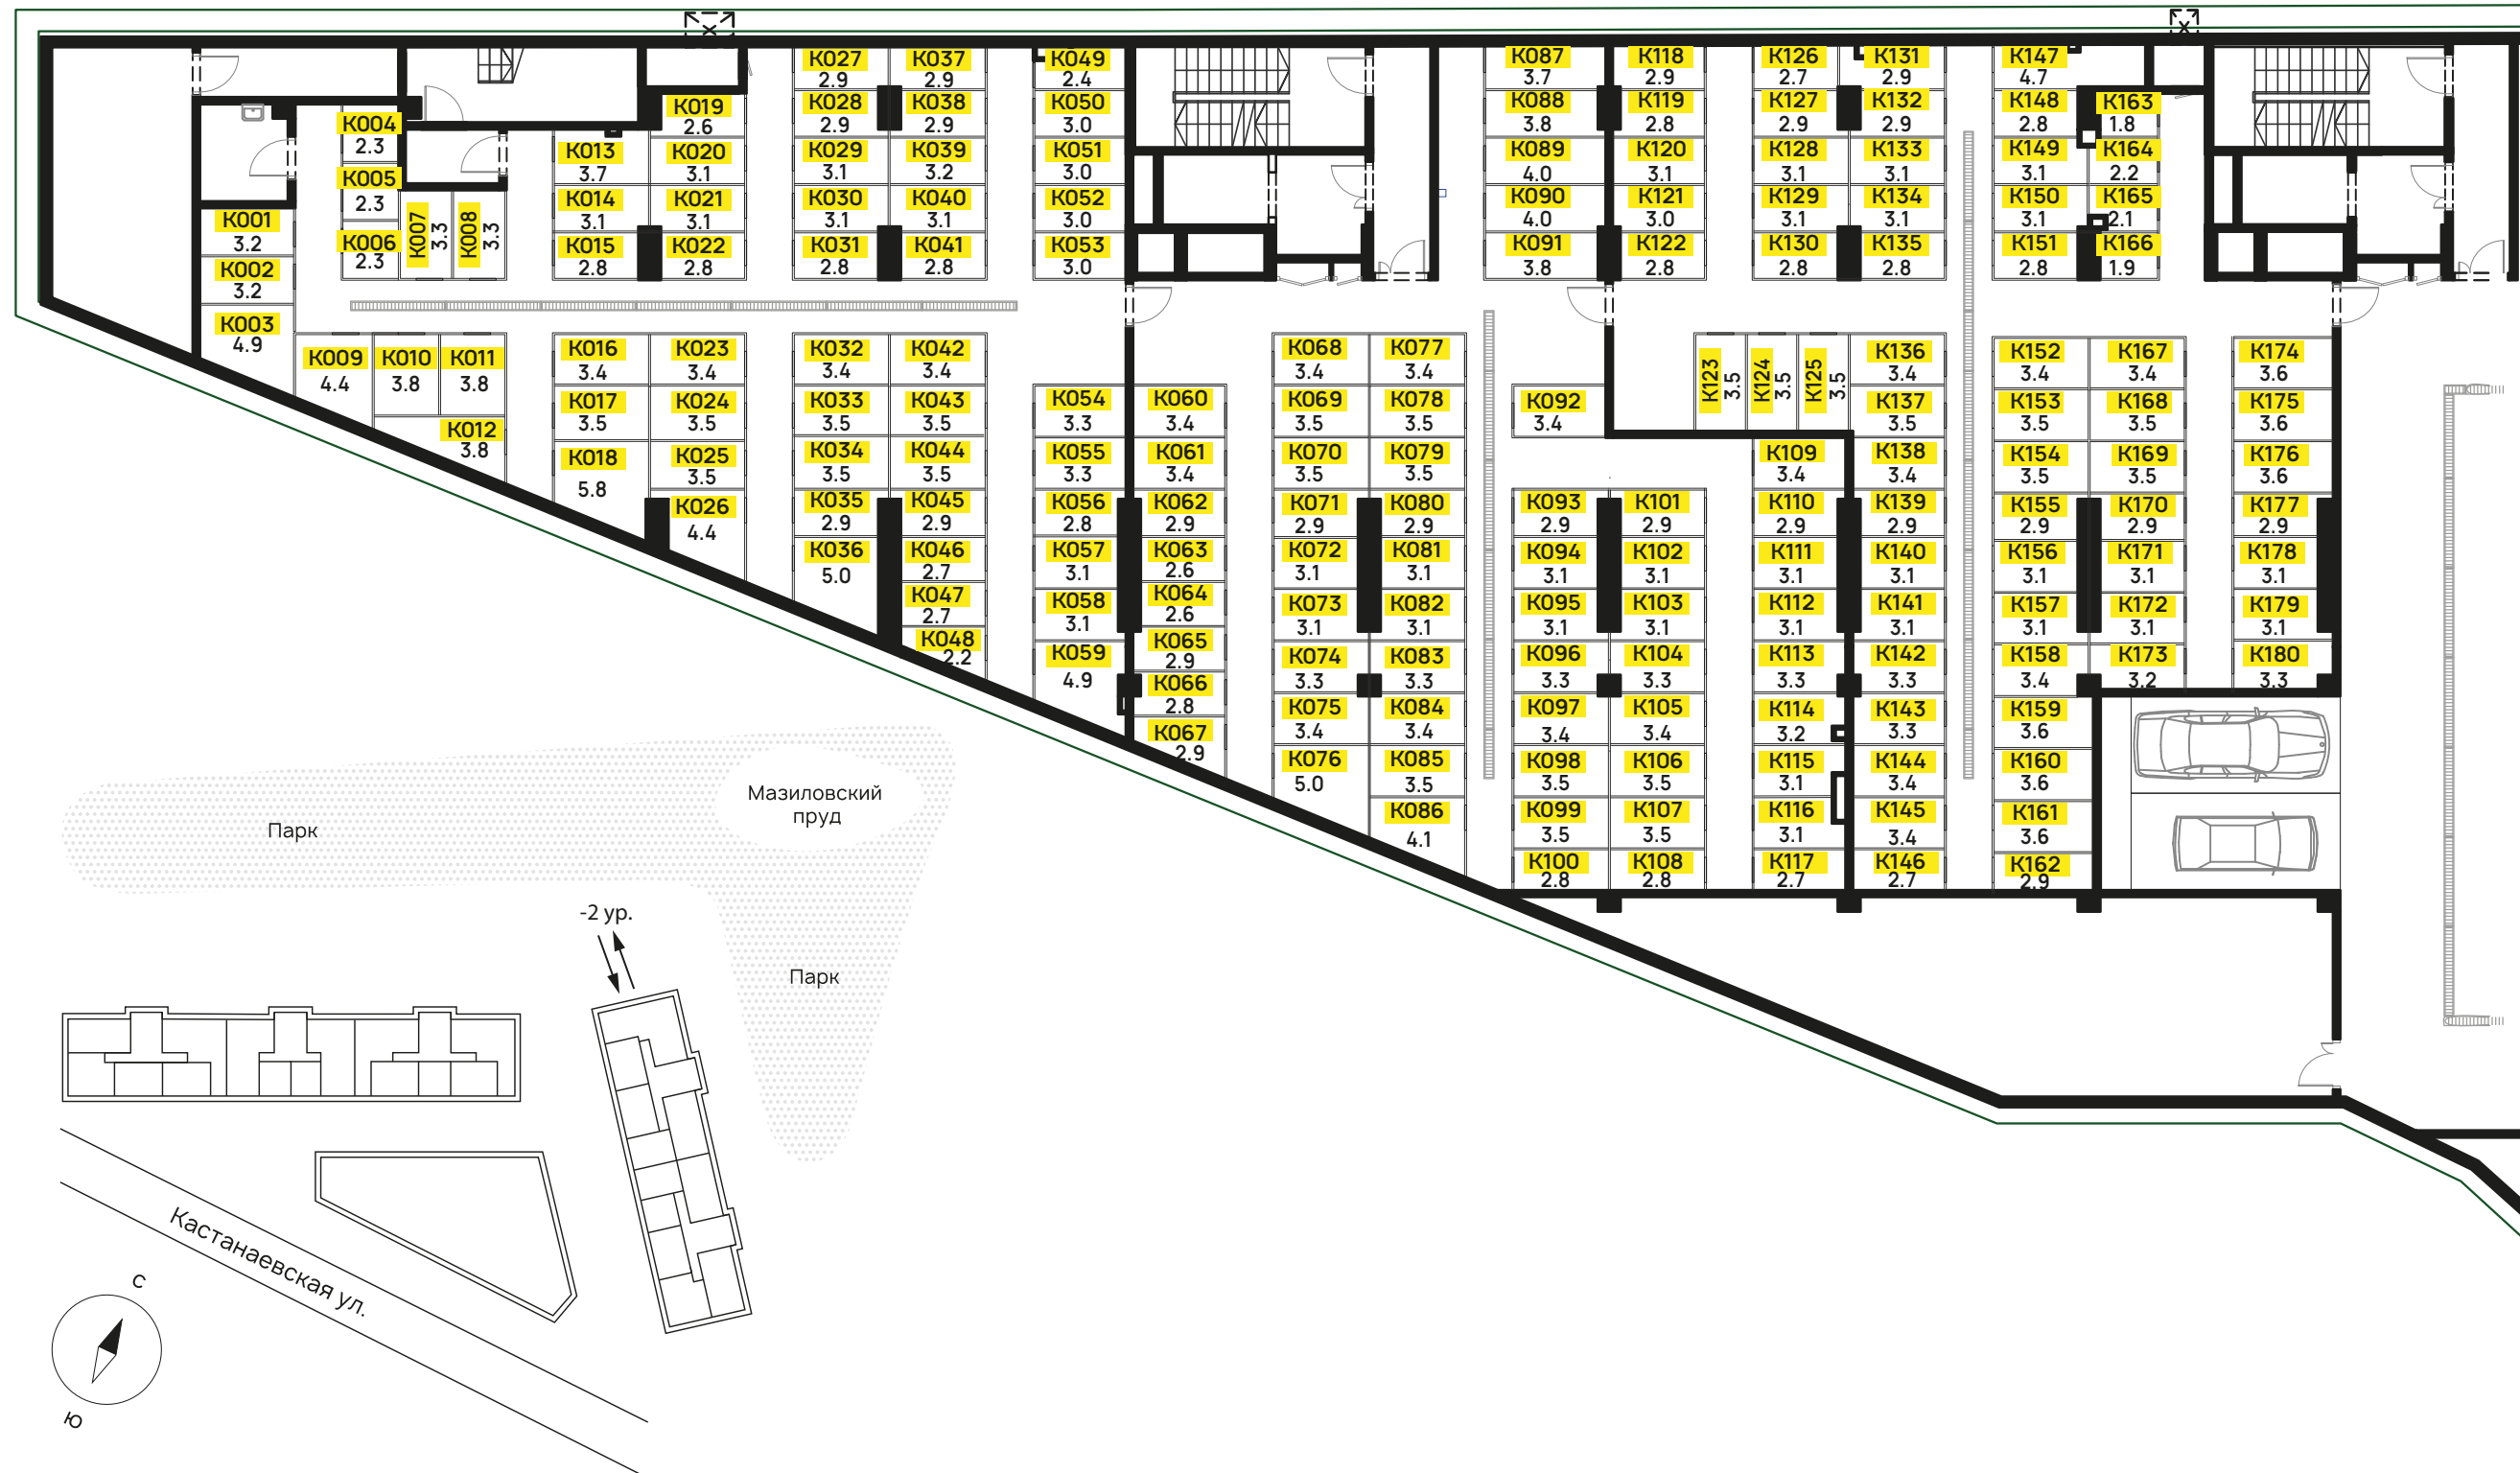 K001
3.2
K002
3.2
K003
4.9
K004
2.3
K005
2.3
K006
2.3
K007
3.3
K008
3.3
K009
4.4
K010
3.8
K011
3.8
K012
3.8
K013
3.7
K014
3.1
K015
2.8
K016
3.4
K017
3.5
K018
5.8
K019
2.6
K020
3.1
K021
3.1
K022
2.8
K023
3.4
K024
3.5
K025
3.5
K026
4.4
K027
2.9
K028
2.9
K029
3.1
K030
3.1
K031
2.8
K032
3.4
K033
3.5
K034
3.5
K035
2.9
K036
5.0
K037
2.9
K038
2.9
K039
3.2
K040
3.1
K041
2.8
K042
3.4
K043
3.5
K044
3.5
K045
2.9
K046
2.7
K047
2.7
K048
2.2
K049
2.4
K050
3.0
K051
3.0
K052
3.0
K053
3.0
K054
3.3
K055
3.3
K056
2.8
K057
3.1
K058
3.1
K059
4.9
K060
3.4
K061
3.4
K062
2.9
K063
2.6
K064
2.6
K065
2.9
K066
2.8
K067
2.9
K068
3.4
K069
3.5
K070
3.5
K071
2.9
K072
3.1
K073
3.1
K074
3.3
K075
3.4
K076
5.0
K077
3.4
K078
3.5
K079
3.5
K080
2.9
K081
3.1
K082
3.1
K083
3.3
K084
3.4
K085
3.5
K086
4.1
K087
3.7
K088
3.8
K089
4.0
K090
4.0
K091
3.8
K092
3.4
K093
2.9
K094
3.1
K095
3.1
K096
3.3
K097
3.4
K098
3.5
K099
3.5
K100
2.8
K101
2.9
K102
3.1
K103
3.1
K104
3.3
K105
3.4
K106
3.5
K107
3.5
K108
2.8
K109
3.4
K110
2.9
K111
3.1
K112
3.1
K113
3.3
K114
3.2
K115
3.1
K116
3.1
K117
2.7
K118
2.9
K119
2.8
K120
3.1
K121
3.0
K122
2.8
K123
3.5
K124
3.5
K125
3.5
K126
2.7
K127
2.9
K128
3.1
K129
3.1
K130
2.8
K131
2.9
K132
2.9
K133
3.1
K134
3.1
K135
2.8
K136
3.4
K137
3.5
K138
3.4
K139
2.9
K140
3.1
K141
3.1
K142
3.3
K143
3.3
K144
3.4
K145
3.4
K146
2.7
K147
4.7
K148
2.8
K149
3.1
K150
3.1
K151
2.8
K152
3.4
K153
3.5
K154
3.5
K155
2.9
K156
3.1
K157
3.1
K158
3.4
K159
3.6
K160
3.6
K161
3.6
K162
2.9
K163
1.8
K164
2.2
K165
2.1
K166
1.9
K167
3.4
K168
3.5
K169
3.5
K170
2.9
K171
3.1
K172
3.1
K173
3.2
K174
3.6
K175
3.6
K176
3.6
K177
2.9
K178
3.1
K179
3.1
K180
3.3
Мазиловский
пруд
Парк
-2 ур.
Парк
Кастанаевская ул.
С
Ю